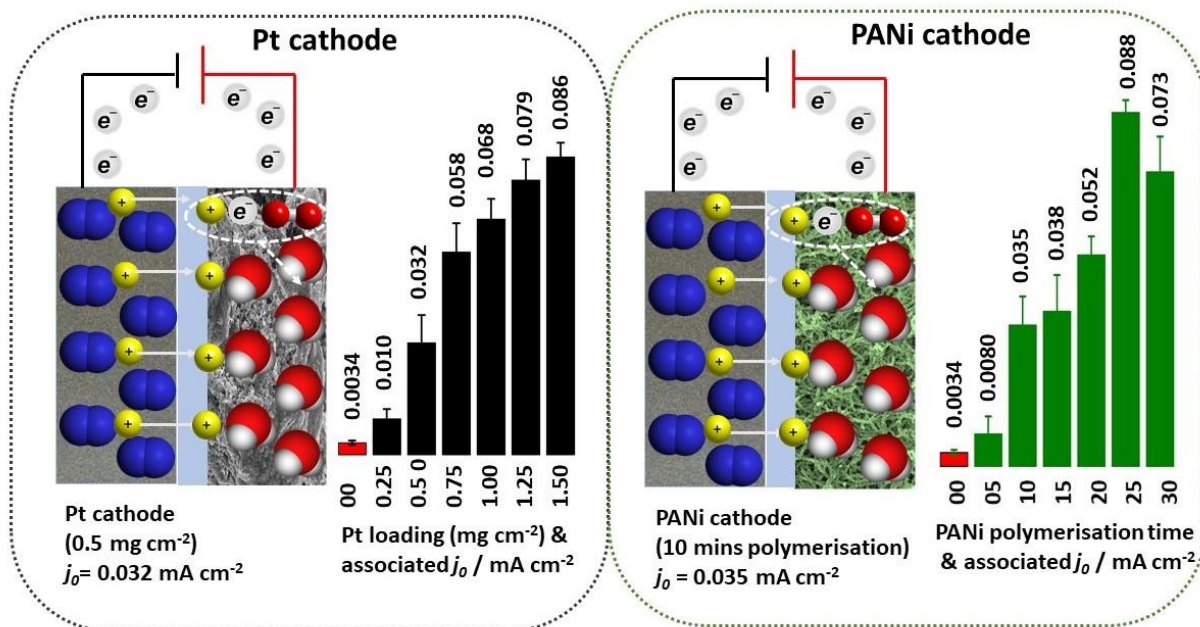 Pt cathode
e⁻
e⁻
e⁻
e⁻
e⁻
e⁻
+
+
e⁻
+
+
+
+
+
+
0.0034
0.010
0.032
0.058
0.068
0.079
0.086
00
0.25
0.5 0
0.75
1.00
1.25
1.50
Pt cathode
(0.5 mg cm⁻²)
j₀= 0.032 mA cm⁻²
Pt loading (mg cm⁻²) &
associated j₀ / mA cm⁻²
PANi cathode
e⁻
e⁻
e⁻
e⁻
e⁻
e⁻
+
+
e⁻
+
+
+
+
+
+
0.0034
0.0080
0.035
0.038
0.052
0.088
0.073
00
05
10
15
20
25
30
PANi cathode
(10 mins polymerisation)
j₀ = 0.035 mA cm⁻²
PANi polymerisation time
& associated j₀ / mA cm⁻²